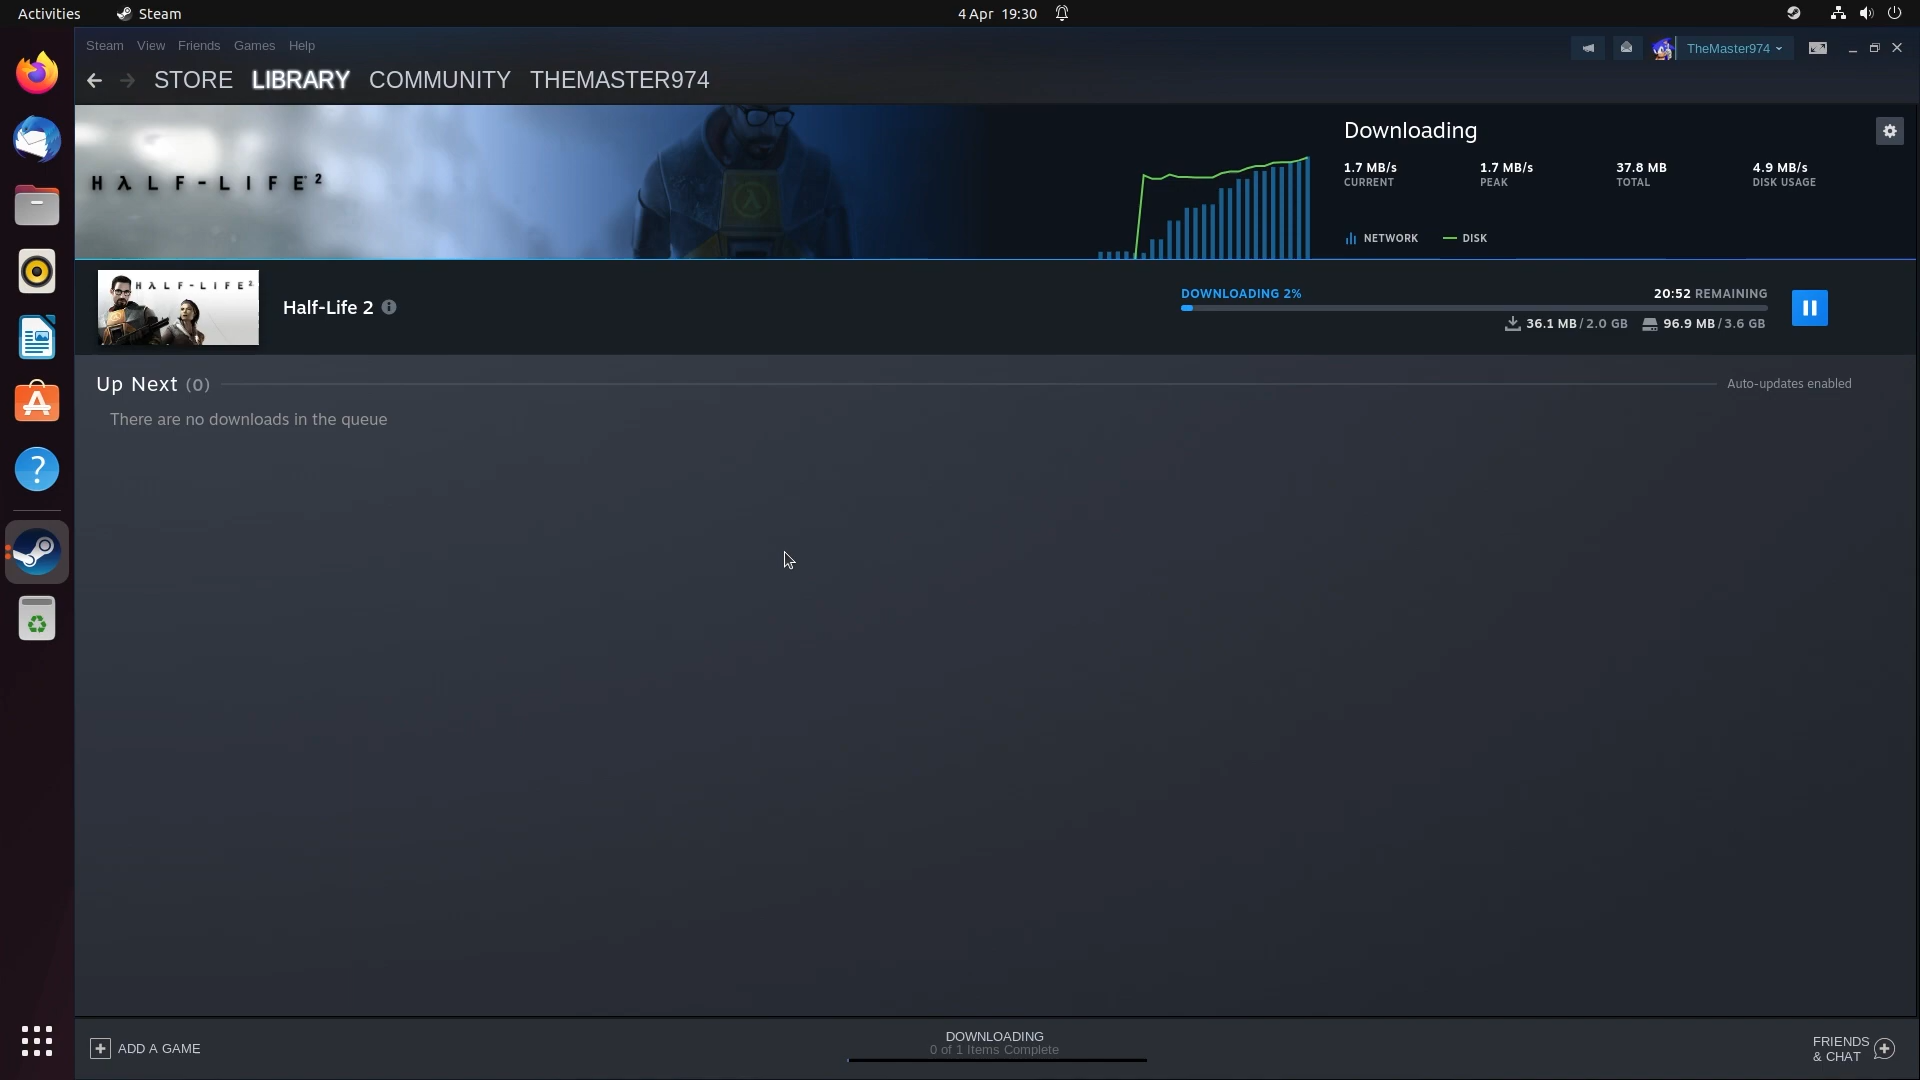 Activities Steam 4 Apr 19:30
Steam View Friends Games Help TheMaster974
STORE LIBRARY COMMUNITY THEMASTER974
HλLF-LIFE²
Downloading
1.7 MB/s 1.7 MB/s 37.8 MB 4.9 MB/s
CURRENT PEAK TOTAL DISK USAGE
NETWORK DISK
HλLF-LIFE²
Half-Life 2
DOWNLOADING 2% 20:52 REMAINING
36.1 MB / 2.0 GB 96.9 MB / 3.6 GB
Up Next (0) Auto-updates enabled
There are no downloads in the queue
ADD A GAME
DOWNLOADING
0 of 1 Items Complete
FRIENDS
& CHAT